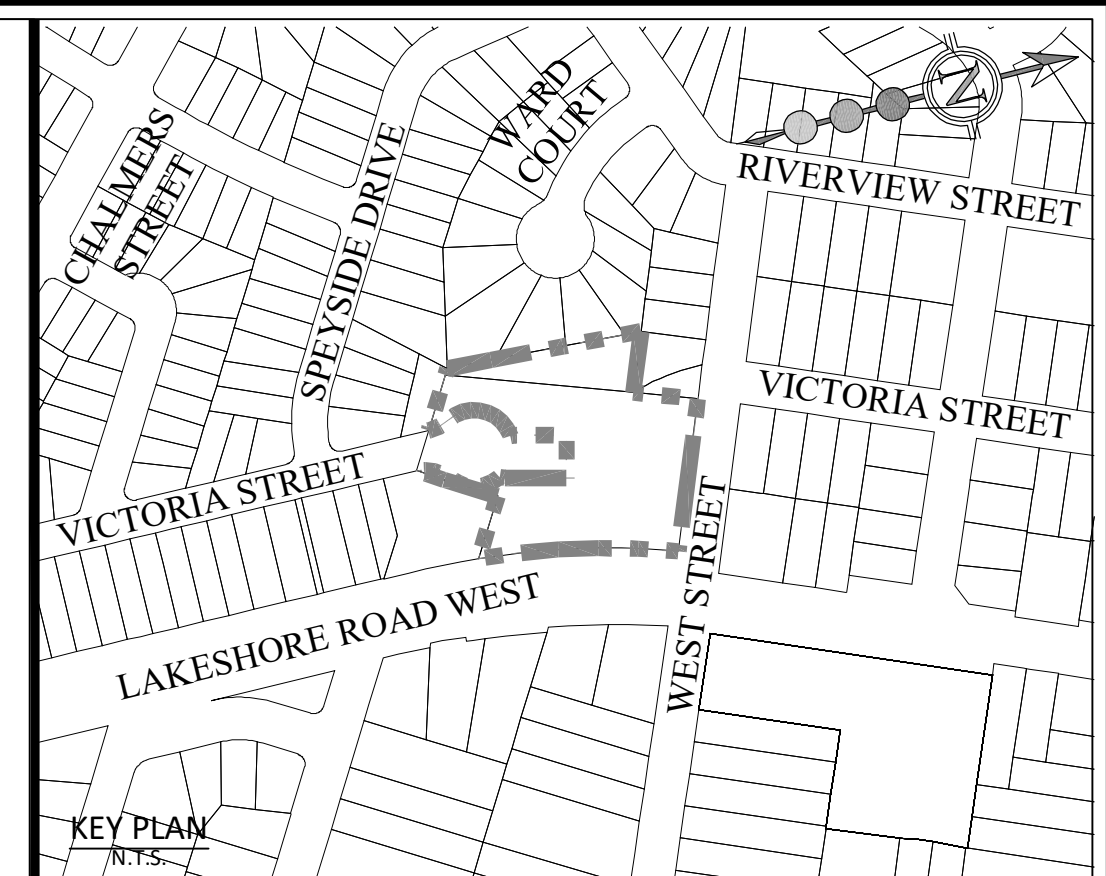 WARD
COURT
CHALMERS
STREET
SPEYSIDE DRIVE
N
RIVERVIEW STREET
VICTORIA STREET
VICTORIA STREET
WEST STREET
LAKESHORE ROAD WEST
KEY PLAN
N.T.S.